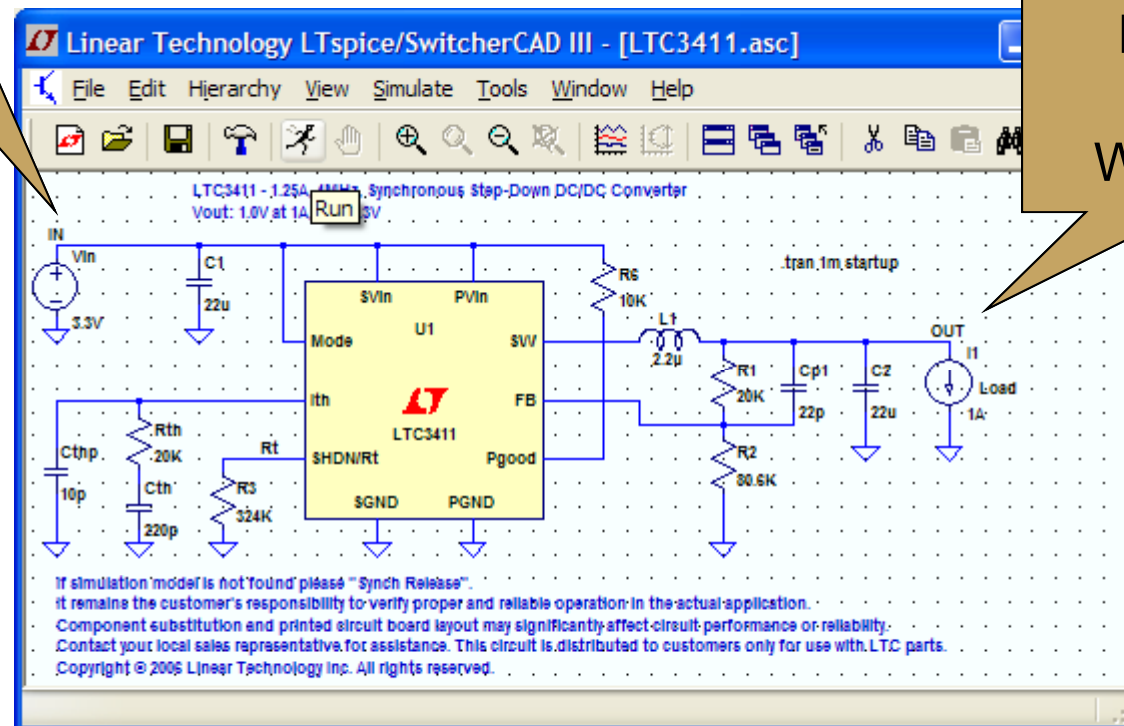 Linear Technology LTspice/SwitcherCAD III - [LTC3411.asc]
File Edit Hierarchy View Simulate Tools Window Help
W
LTC3411 - 1.25A, 4MHz, Synchronous Step-Down DC/DC Converter
Vout: 1.0V at 1A 3V
Run
IN
Vin
3.3V
C1
22u
SVin
PVin
U1
Mode
SW
Ith
FB
LTC3411
SHDN/Rt
Pgood
SGND
PGND
R6
10K
.tran 1m startup
L1
2.2µ
OUT
R1
20K
Cp1
22p
C2
22u
I1
Load
1A
R2
80.6K
Rth
20K
Rt
Cthp
10p
Cth
220p
R3
324K
If simulation model is not found please "Synch Release".
It remains the customer's responsibility to verify proper and reliable operation in the actual application.
Component substitution and printed circuit board layout may significantly affect circuit performance or reliability.
Contact your local sales representative for assistance. This circuit is distributed to customers only for use with LTC parts.
Copyright © 2006 Linear Technology Inc. All rights reserved.